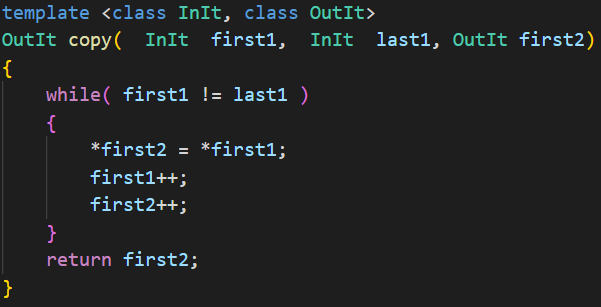 template <class InIt, class OutIt>
OutIt copy(  InIt  first1,  InIt  last1, OutIt first2)
{
    while( first1 != last1 )
    {
        *first2 = *first1;
        first1++;
        first2++;
    }
    return first2;
}